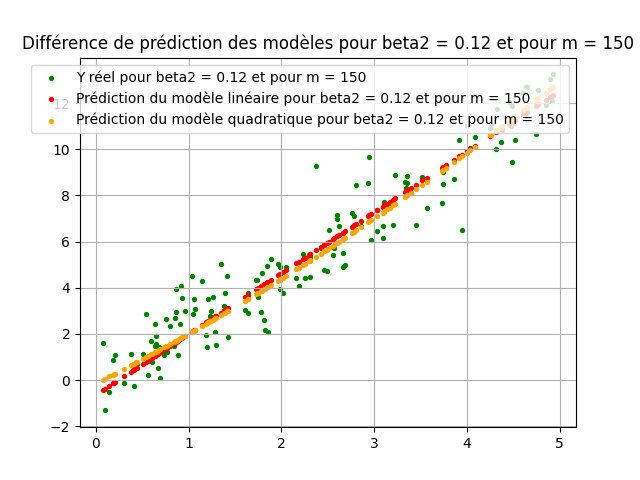 Différence de prédiction des modèles pour beta2 = 0.12 et pour m = 150
Y réel pour beta2 = 0.12 et pour m = 150
Prédiction du modèle linéaire pour beta2 = 0.12 et pour m = 150
Prédiction du modèle quadratique pour beta2 = 0.12 et pour m = 150
12
10
8
6
4
2
0
−2
0 1 2 3 4 5